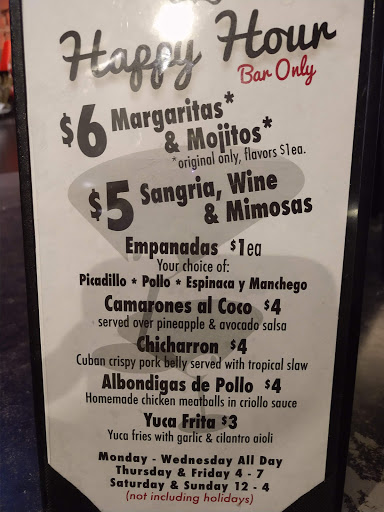 Happy Hour
Bar Only
$6 Margaritas*
& Mojitos*
*original only, flavors $1ea.
$5 Sangria, Wine
& Mimosas
Empanadas $1ea
Your choice of:
Picadillo * Pollo * Espinaca y Manchego
Camarones al Coco $4
served over pineapple & avocado salsa
Chicharron $4
Cuban crispy pork belly served with tropical slaw
Albondigas de Pollo $4
Homemade chicken meatballs in criollo sauce
Yuca Frita $3
Yuca fries with garlic & cilantro aioli
Monday - Wednesday All Day
Thursday & Friday 4 - 7
Saturday & Sunday 12 - 4
(not including holidays)